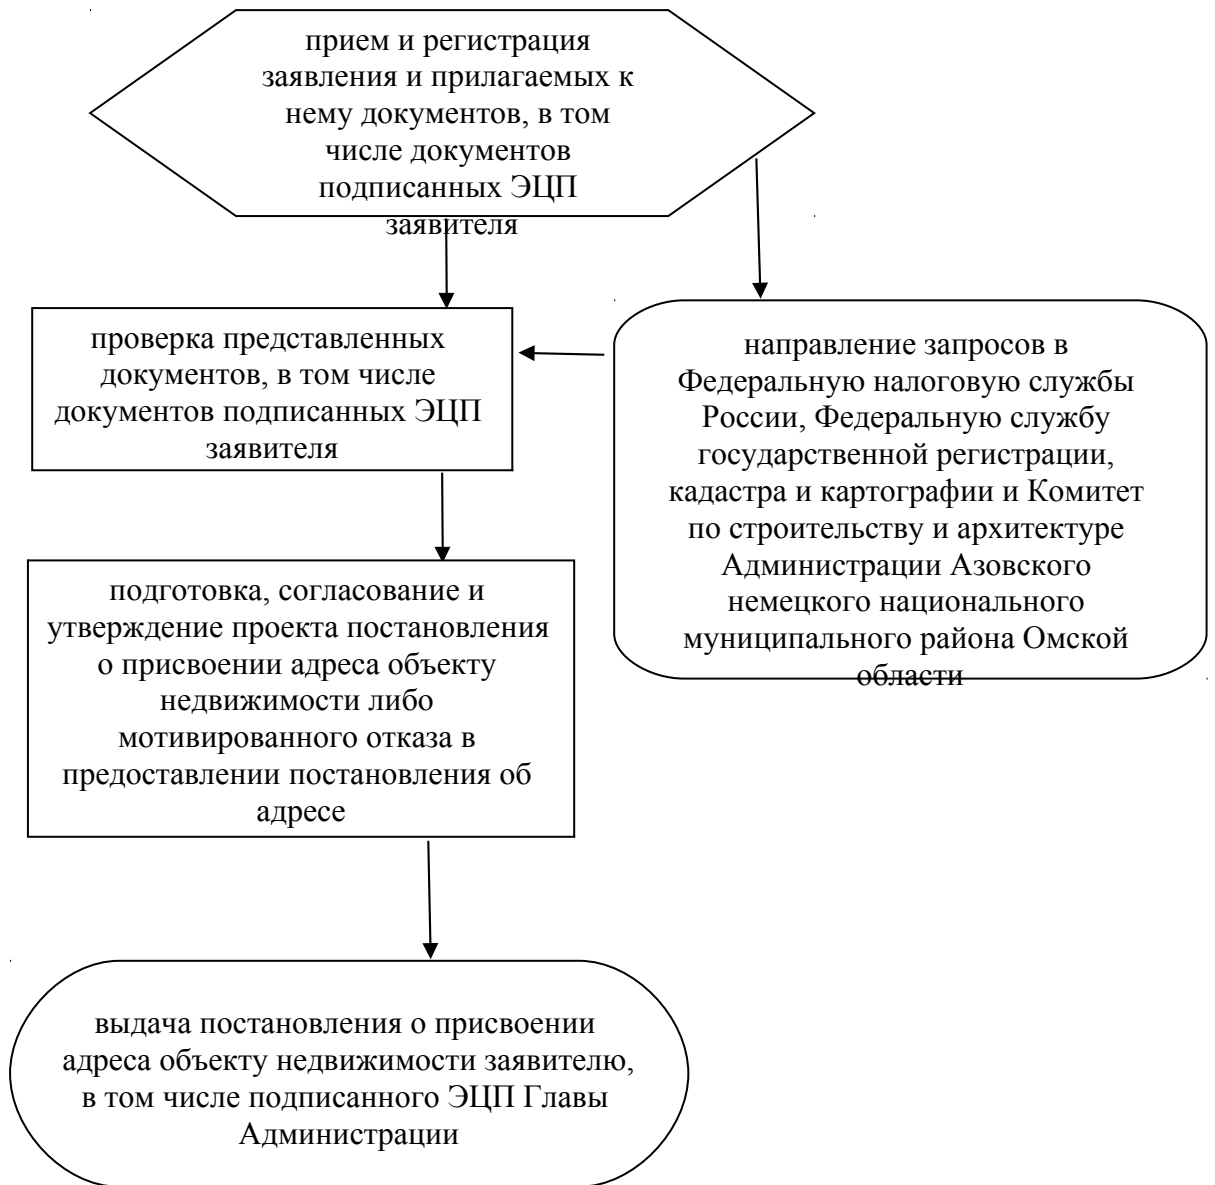 прием и регистрация
заявления и прилагаемых к
нему документов, в том
числе документов
подписанных ЭЦП
заявителя
проверка представленных
документов, в том числе
документов подписанных ЭЦП
заявителя
направление запросов в
Федеральную налоговую службы
России, Федеральную службу
государственной регистрации,
кадастра и картографии и Комитет
по строительству и архитектуре
Администрации Азовского
немецкого национального
муниципального района Омской
области
подготовка, согласование и
утверждение проекта постановления
о присвоении адреса объекту
недвижимости либо
мотивированного отказа в
предоставлении постановления об
адресе
выдача постановления о присвоении
адреса объекту недвижимости заявителю,
в том числе подписанного ЭЦП Главы
Администрации